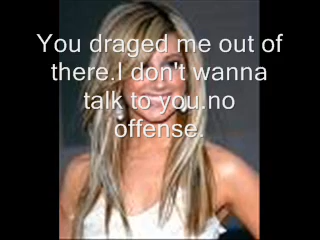 You draged me out of
there.I don't wanna
talk to you.no
offense.